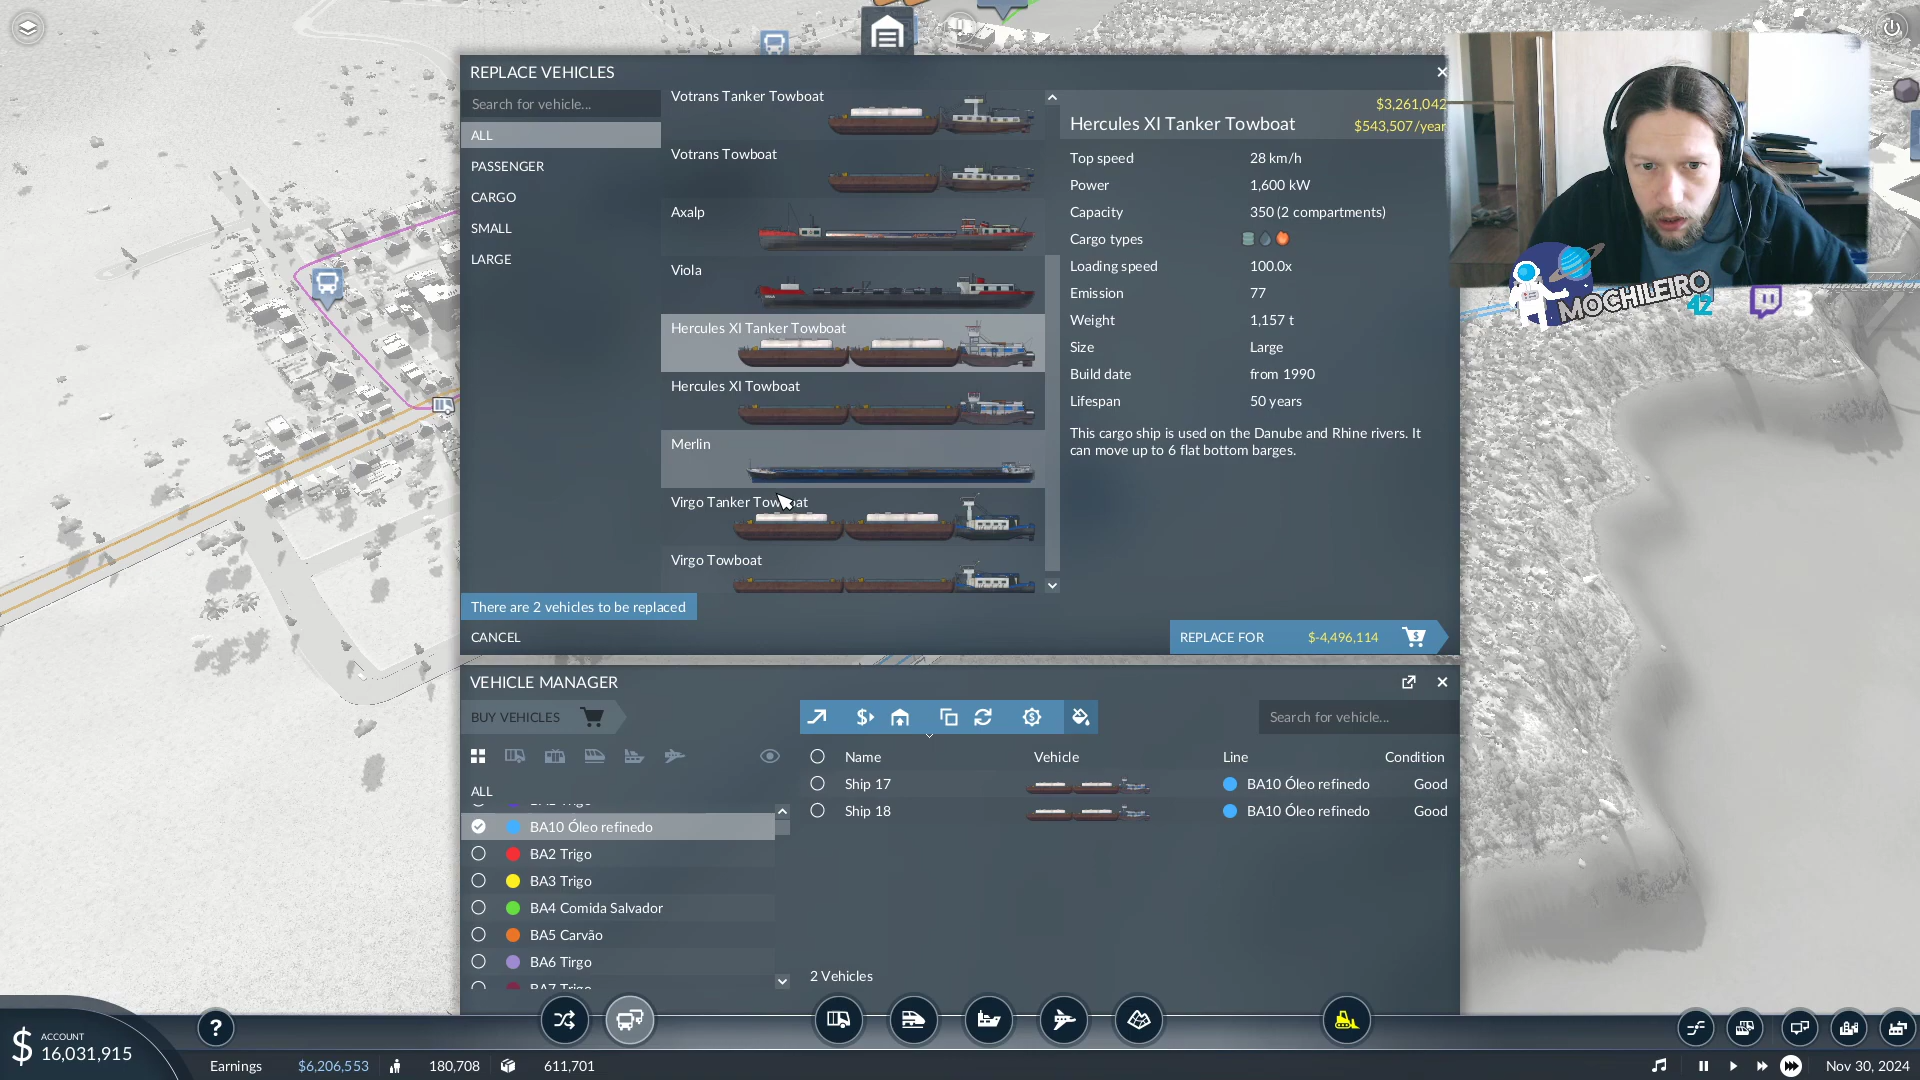 REPLACE VEHICLES
Search for vehicle...
ALL
PASSENGER
CARGO
SMALL
LARGE
Votrans Tanker Towboat
Votrans Towboat
Axalp
Viola
Hercules XI Tanker Towboat
Hercules XI Towboat
Merlin
Virgo Tanker Towboat
Virgo Towboat
$3,261,042
Hercules XI Tanker Towboat
$543,507/year
Top speed 28 km/h
Power 1,600 kW
Capacity 350 (2 compartments)
Cargo types
Loading speed 100.0x
Emission 77
Weight 1,157 t
Size Large
Build date from 1990
Lifespan 50 years
This cargo ship is used on the Danube and Rhine rivers. It
can move up to 6 flat bottom barges.
There are 2 vehicles to be replaced
CANCEL
REPLACE FOR $-4,496,114
MOCHILEIRO
42
3
VEHICLE MANAGER
BUY VEHICLES
Search for vehicle...
ALL
BA10 Óleo refinedo
BA2 Trigo
BA3 Trigo
BA4 Comida Salvador
BA5 Carvão
BA6 Tirgo
BA7 Trigo
Name Vehicle Line Condition
Ship 17 BA10 Óleo refinedo Good
Ship 18 BA10 Óleo refinedo Good
2 Vehicles
?
$ ACCOUNT
16,031,915
Earnings $6,206,553 180,708 611,701
Nov 30, 2024